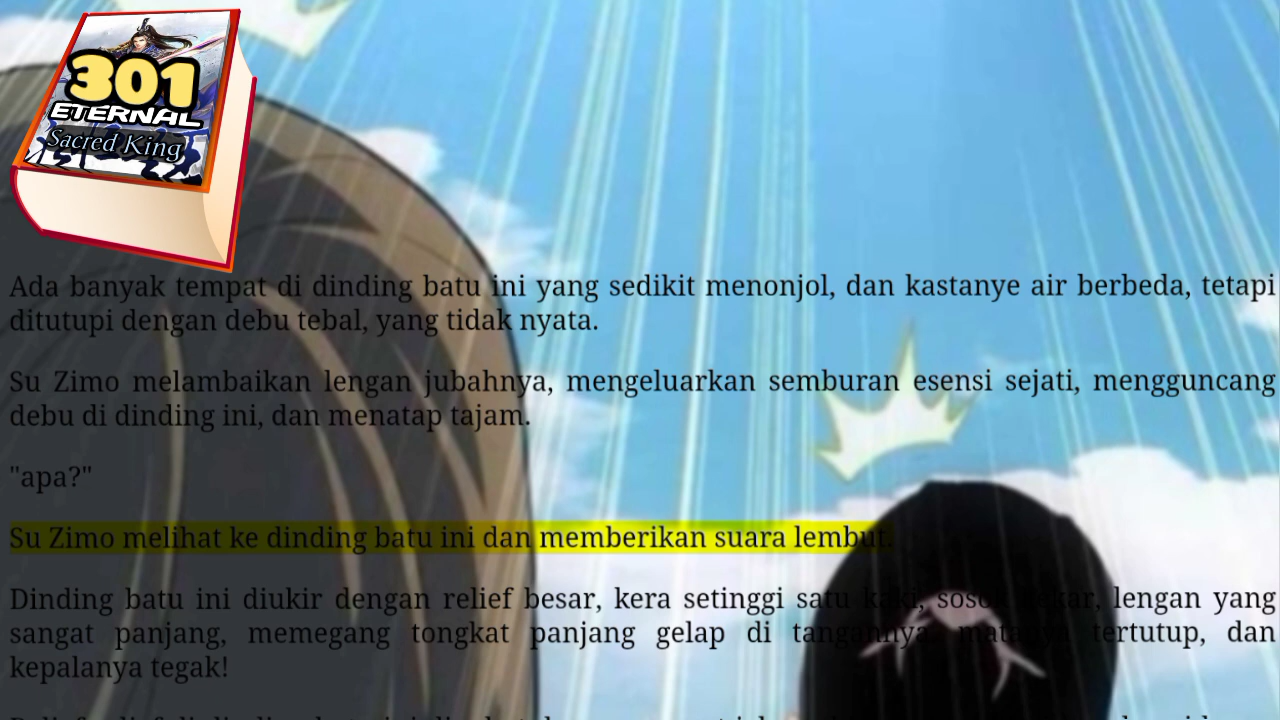 301
ETERNAL
Sacred King
Ada banyak tempat di dinding batu ini yang sedikit menonjol, dan kastanye air berbeda, tetapi
ditutupi dengan debu tebal, yang tidak nyata.
Su Zimo melambaikan lengan jubahnya, mengeluarkan semburan esensi sejati, mengguncang
debu di dinding ini, dan menatap tajam.
"apa?"
Su Zimo melihat ke dinding batu ini dan memberikan suara lembut.
Dinding batu ini diukir dengan relief besar, kera setinggi satu kaki, sosok kekar, lengan yang
sangat panjang, memegang tongkat panjang gelap di tangannya, matanya tertutup, dan
kepalanya tegak!